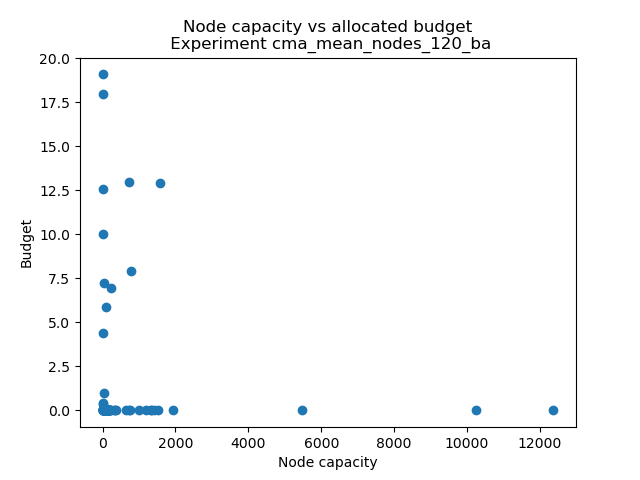 Node capacity vs allocated budget
Experiment cma_mean_nodes_120_ba
20.0
17.5
15.0
12.5
10.0
7.5
5.0
2.5
0.0
Budget
0 2000 4000 6000 8000 10000 12000
Node capacity